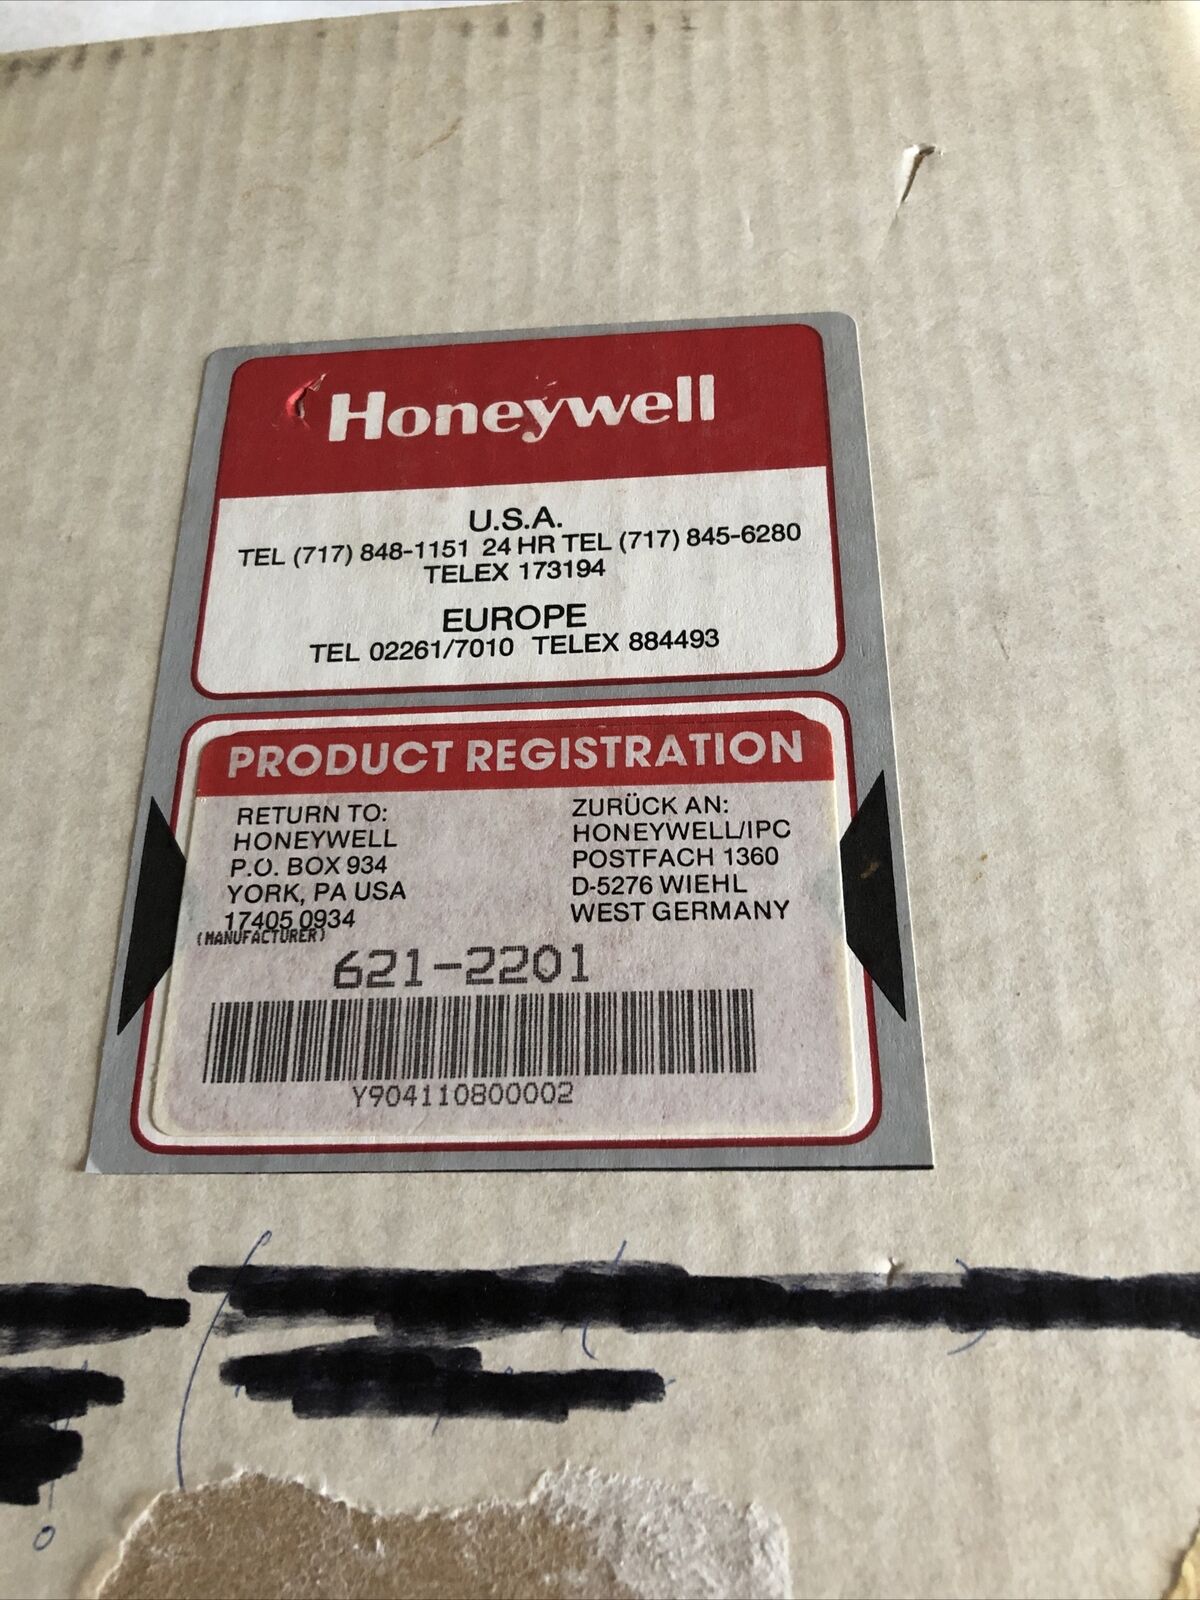 Honeywell
U.S.A.
TEL (717) 848-1151 24 HR TEL (717) 845-6280
TELEX 173194
EUROPE
TEL 02261/7010 TELEX 884493
PRODUCT REGISTRATION
RETURN TO:
HONEYWELL
P.O. BOX 934
YORK, PA USA
17405 0934
ZURÜCK AN:
HONEYWELL/IPC
POSTFACH 1360
D-5276 WIEHL
WEST GERMANY
(MANUFACTURER)
621-2201
Y904110800002